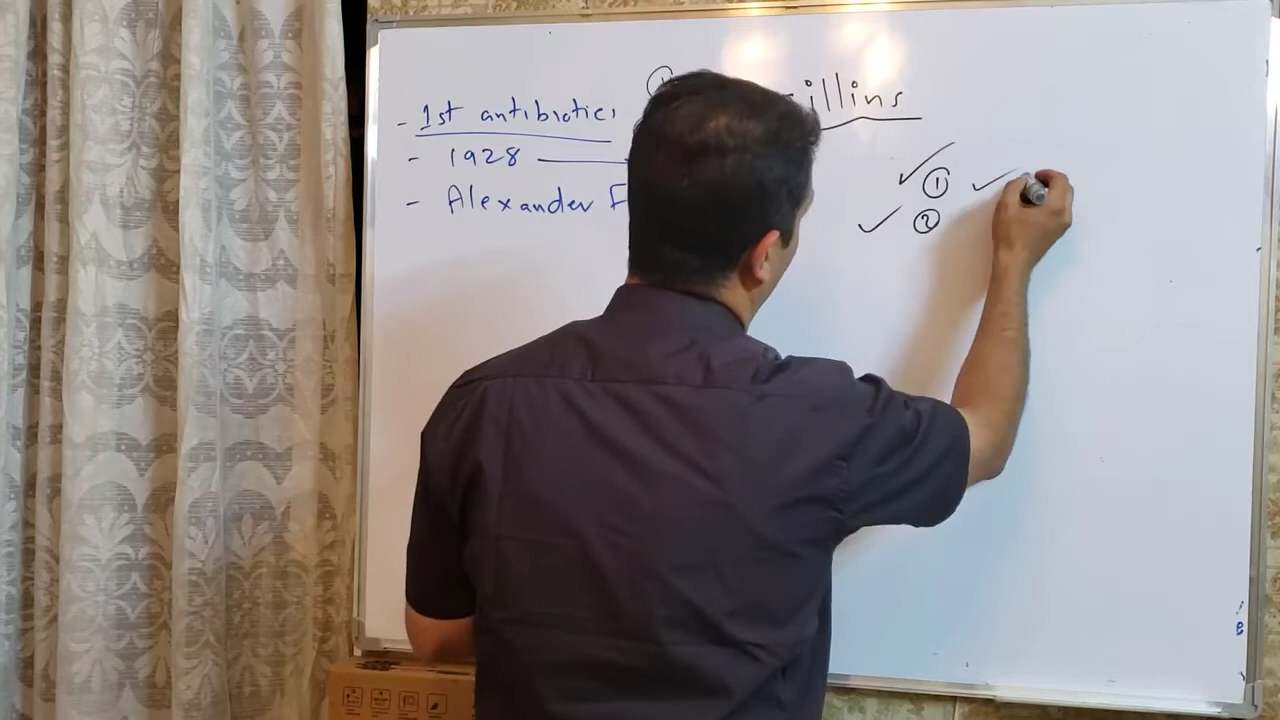 illins
- 1st antibiotic
- 1928
- Alexander F
①
②